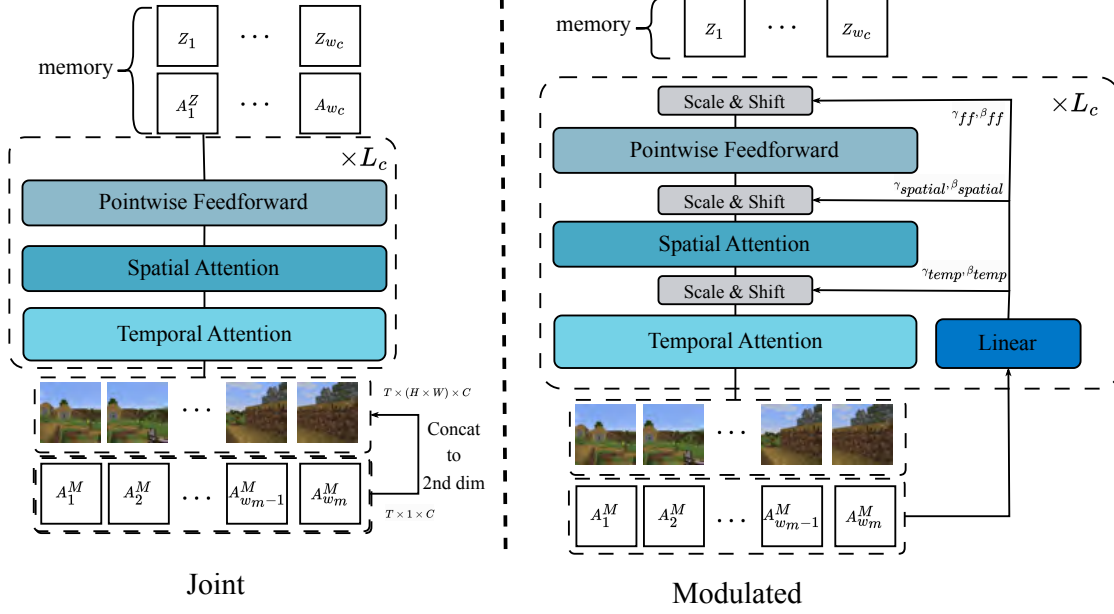 memory
Z_1 ... Z_{w_c}
A_1^Z ... A_{w_c}
×L_c
Pointwise Feedforward
Spatial Attention
Temporal Attention
...
T × (H × W) × C
Concat
to
2nd dim
A_1^M A_2^M ... A_{w_m-1}^M A_{w_m}^M
T × 1 × C
Joint
memory
Z_1 ... Z_{w_c}
×L_c
Scale & Shift
γ_{ff}, β_{ff}
Pointwise Feedforward
γ_{spatial}, β_{spatial}
Scale & Shift
Spatial Attention
γ_{temp}, β_{temp}
Scale & Shift
Temporal Attention
Linear
...
A_1^M A_2^M ... A_{w_m-1}^M A_{w_m}^M
Modulated